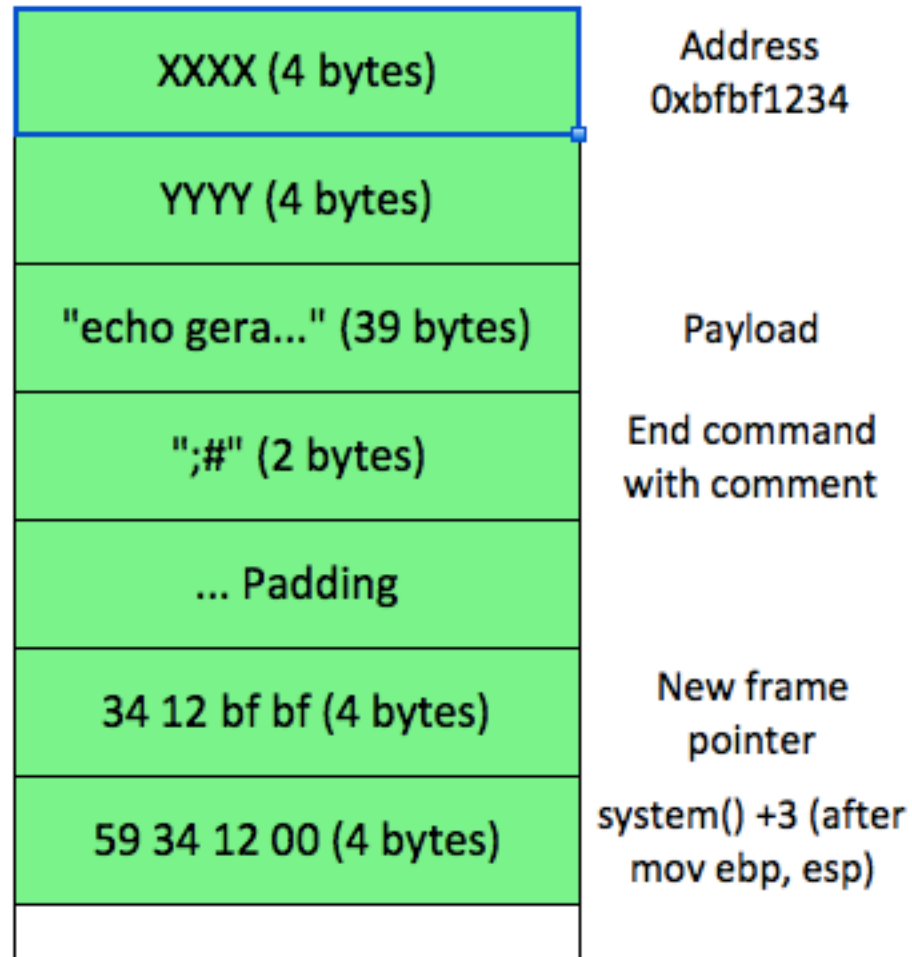 XXXX (4 bytes)
Address
0xbfbf1234
YYYY (4 bytes)
"echo gera..." (39 bytes)
Payload
";#" (2 bytes)
End command
with comment
... Padding
34 12 bf bf (4 bytes)
New frame
pointer
59 34 12 00 (4 bytes)
system() +3 (after
mov ebp, esp)